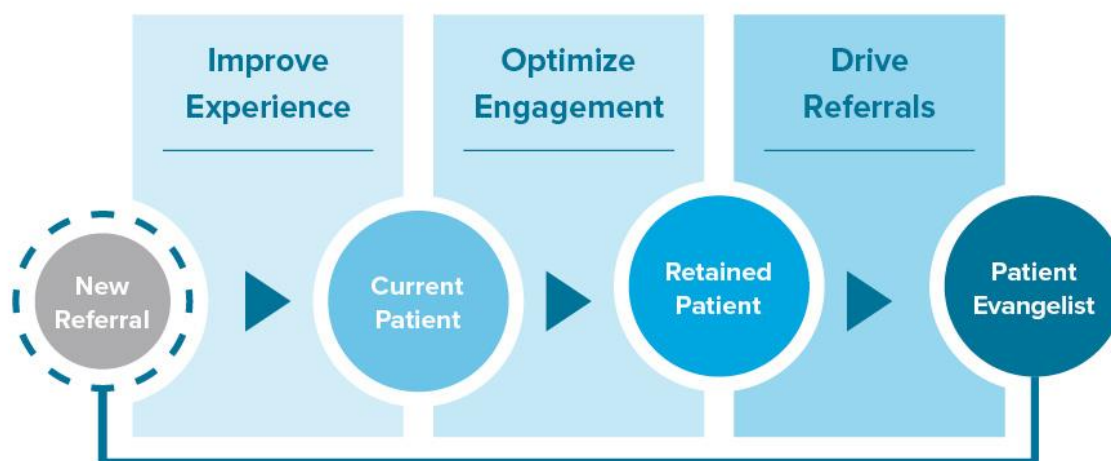 Improve
Experience
Optimize
Engagement
Drive
Referrals
New
Referral
Current
Patient
Retained
Patient
Patient
Evangelist